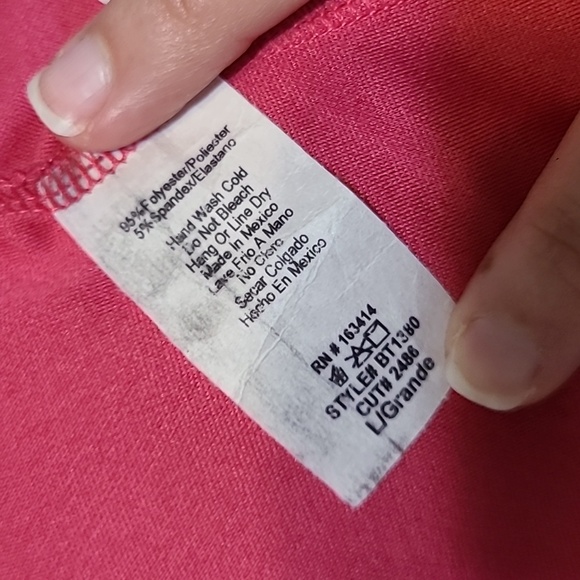 95% Polyester/Poliester
5% Spandex/Elastano
Hand Wash Cold
Do Not Bleach
Hang Or Line Dry
Made In Mexico
Lave Frio A Mano
No Cloro
Secar Colgado
Hecho En Mexico
RN # 163414
STYLE# BT1380
CUT# 2486
L/Grande